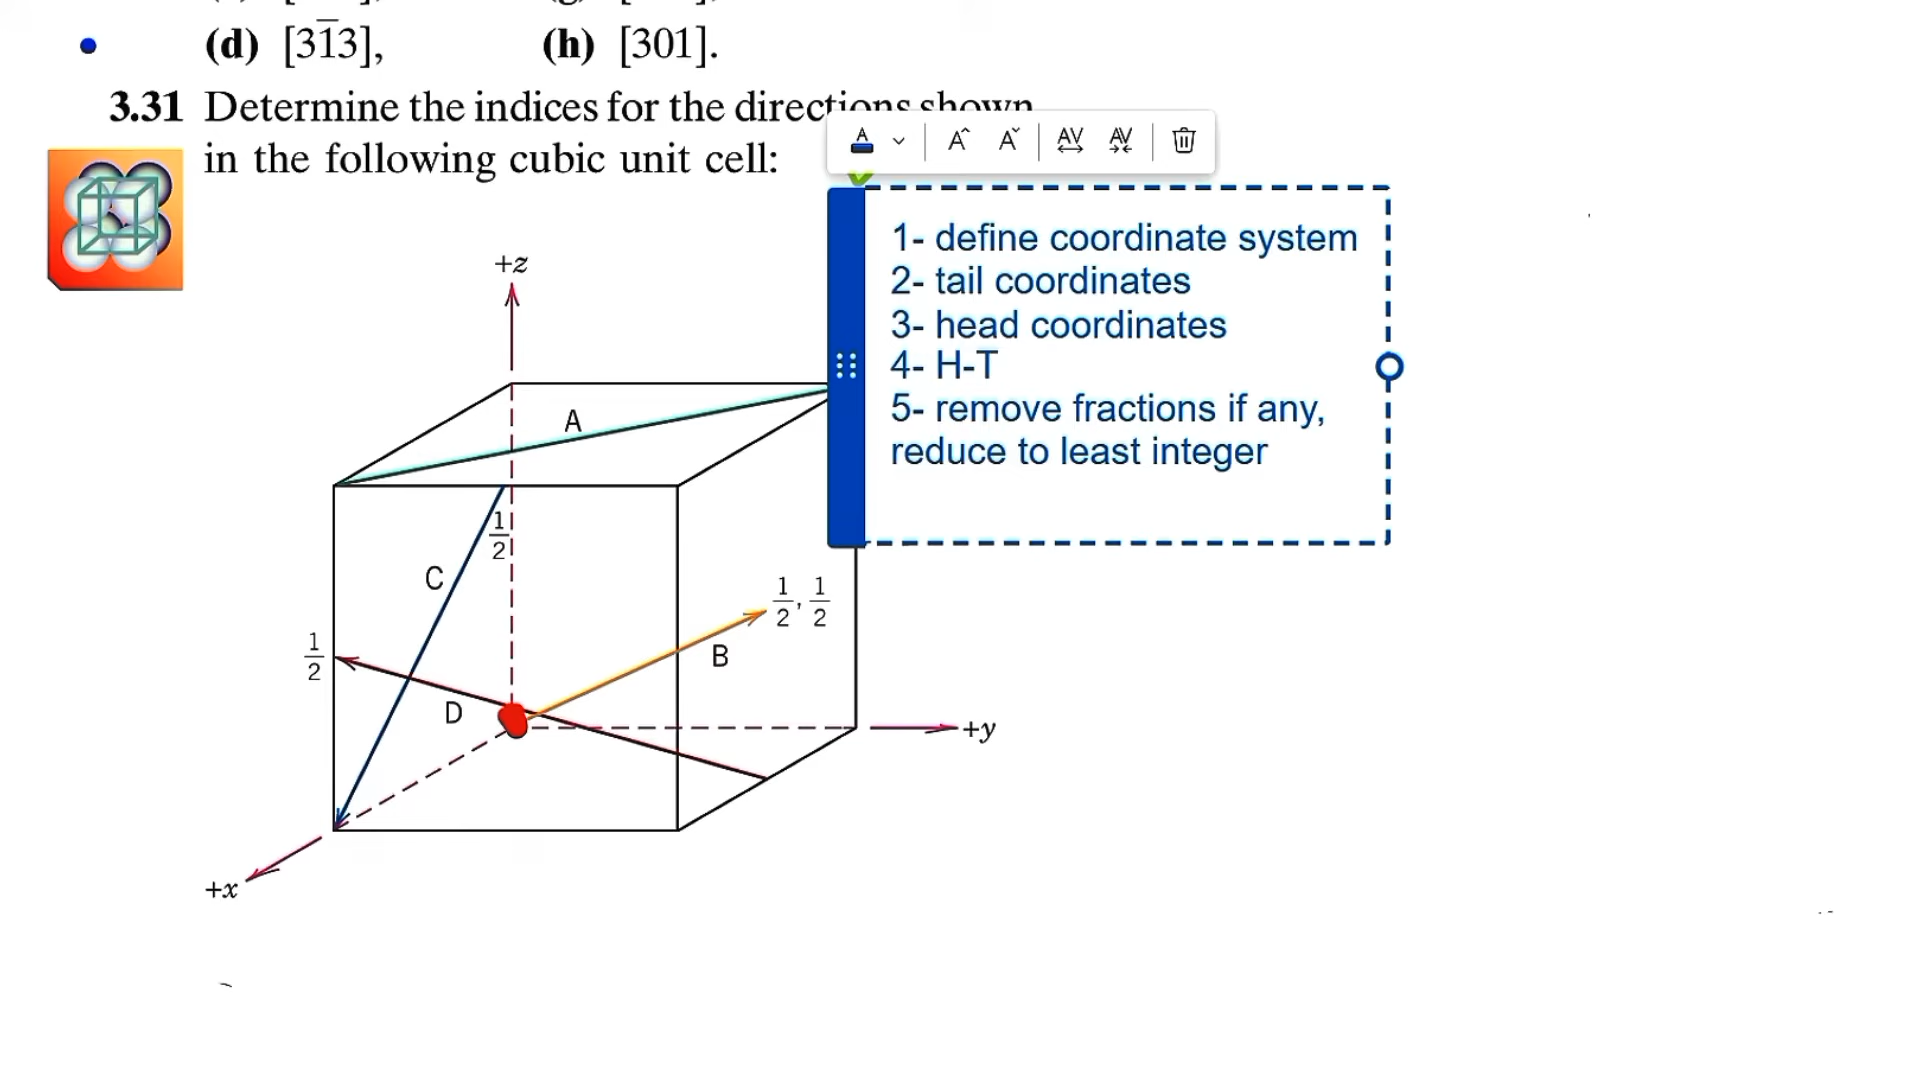 (d) [31̅3], (h) [301].
3.31 Determine the indices for the directions shown
in the following cubic unit cell:
1- define coordinate system
2- tail coordinates
3- head coordinates
4- H-T
5- remove fractions if any,
reduce to least integer
+z
A
1/2
C
1/2, 1/2
1/2
B
D
+y
+x